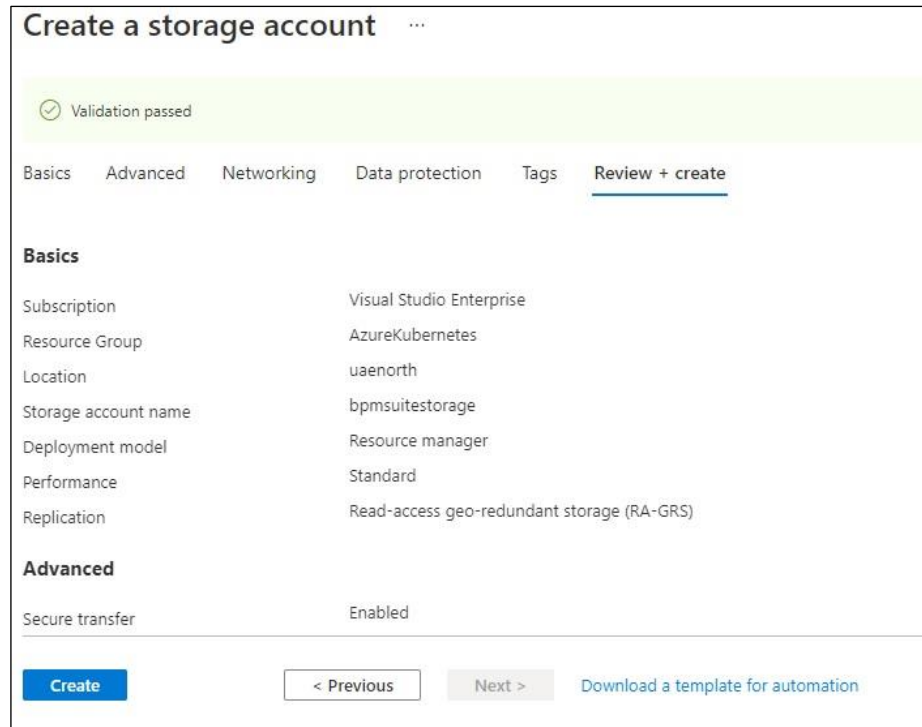 Create a storage account ...
Validation passed
Basics Advanced Networking Data protection Tags Review + create
Basics
Subscription Visual Studio Enterprise
Resource Group AzureKubernetes
Location uaenorth
Storage account name bpmsuitestorage
Deployment model Resource manager
Performance Standard
Replication Read-access geo-redundant storage (RA-GRS)
Advanced
Secure transfer Enabled
Create < Previous Next > Download a template for automation